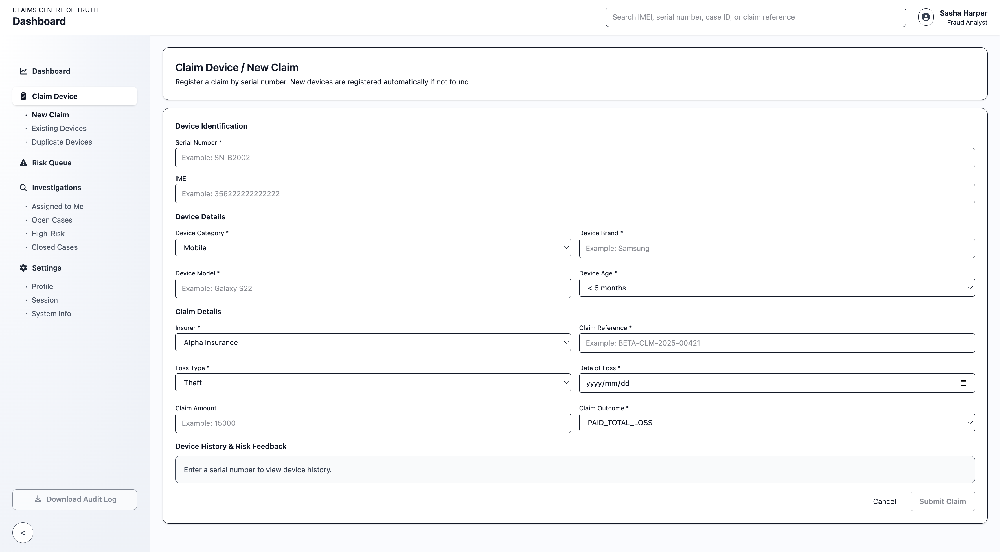 CLAIMS CENTRE OF TRUTH
Dashboard
Search IMEI, serial number, case ID, or claim reference
Sasha Harper
Fraud Analyst
Dashboard
Claim Device
· New Claim
· Existing Devices
· Duplicate Devices
Risk Queue
Investigations
· Assigned to Me
· Open Cases
· High-Risk
· Closed Cases
Settings
· Profile
· Session
· System Info
Download Audit Log
<
Claim Device / New Claim
Register a claim by serial number. New devices are registered automatically if not found.
Device Identification
Serial Number *
Example: SN-B2002
IMEI
Example: 356222222222222
Device Details
Device Category *
Mobile
Device Brand *
Example: Samsung
Device Model *
Example: Galaxy S22
Device Age *
< 6 months
Claim Details
Insurer *
Alpha Insurance
Claim Reference *
Example: BETA-CLM-2025-00421
Loss Type *
Theft
Date of Loss *
yyyy/mm/dd
Claim Amount
Example: 15000
Claim Outcome *
PAID_TOTAL_LOSS
Device History & Risk Feedback
Enter a serial number to view device history.
Cancel
Submit Claim